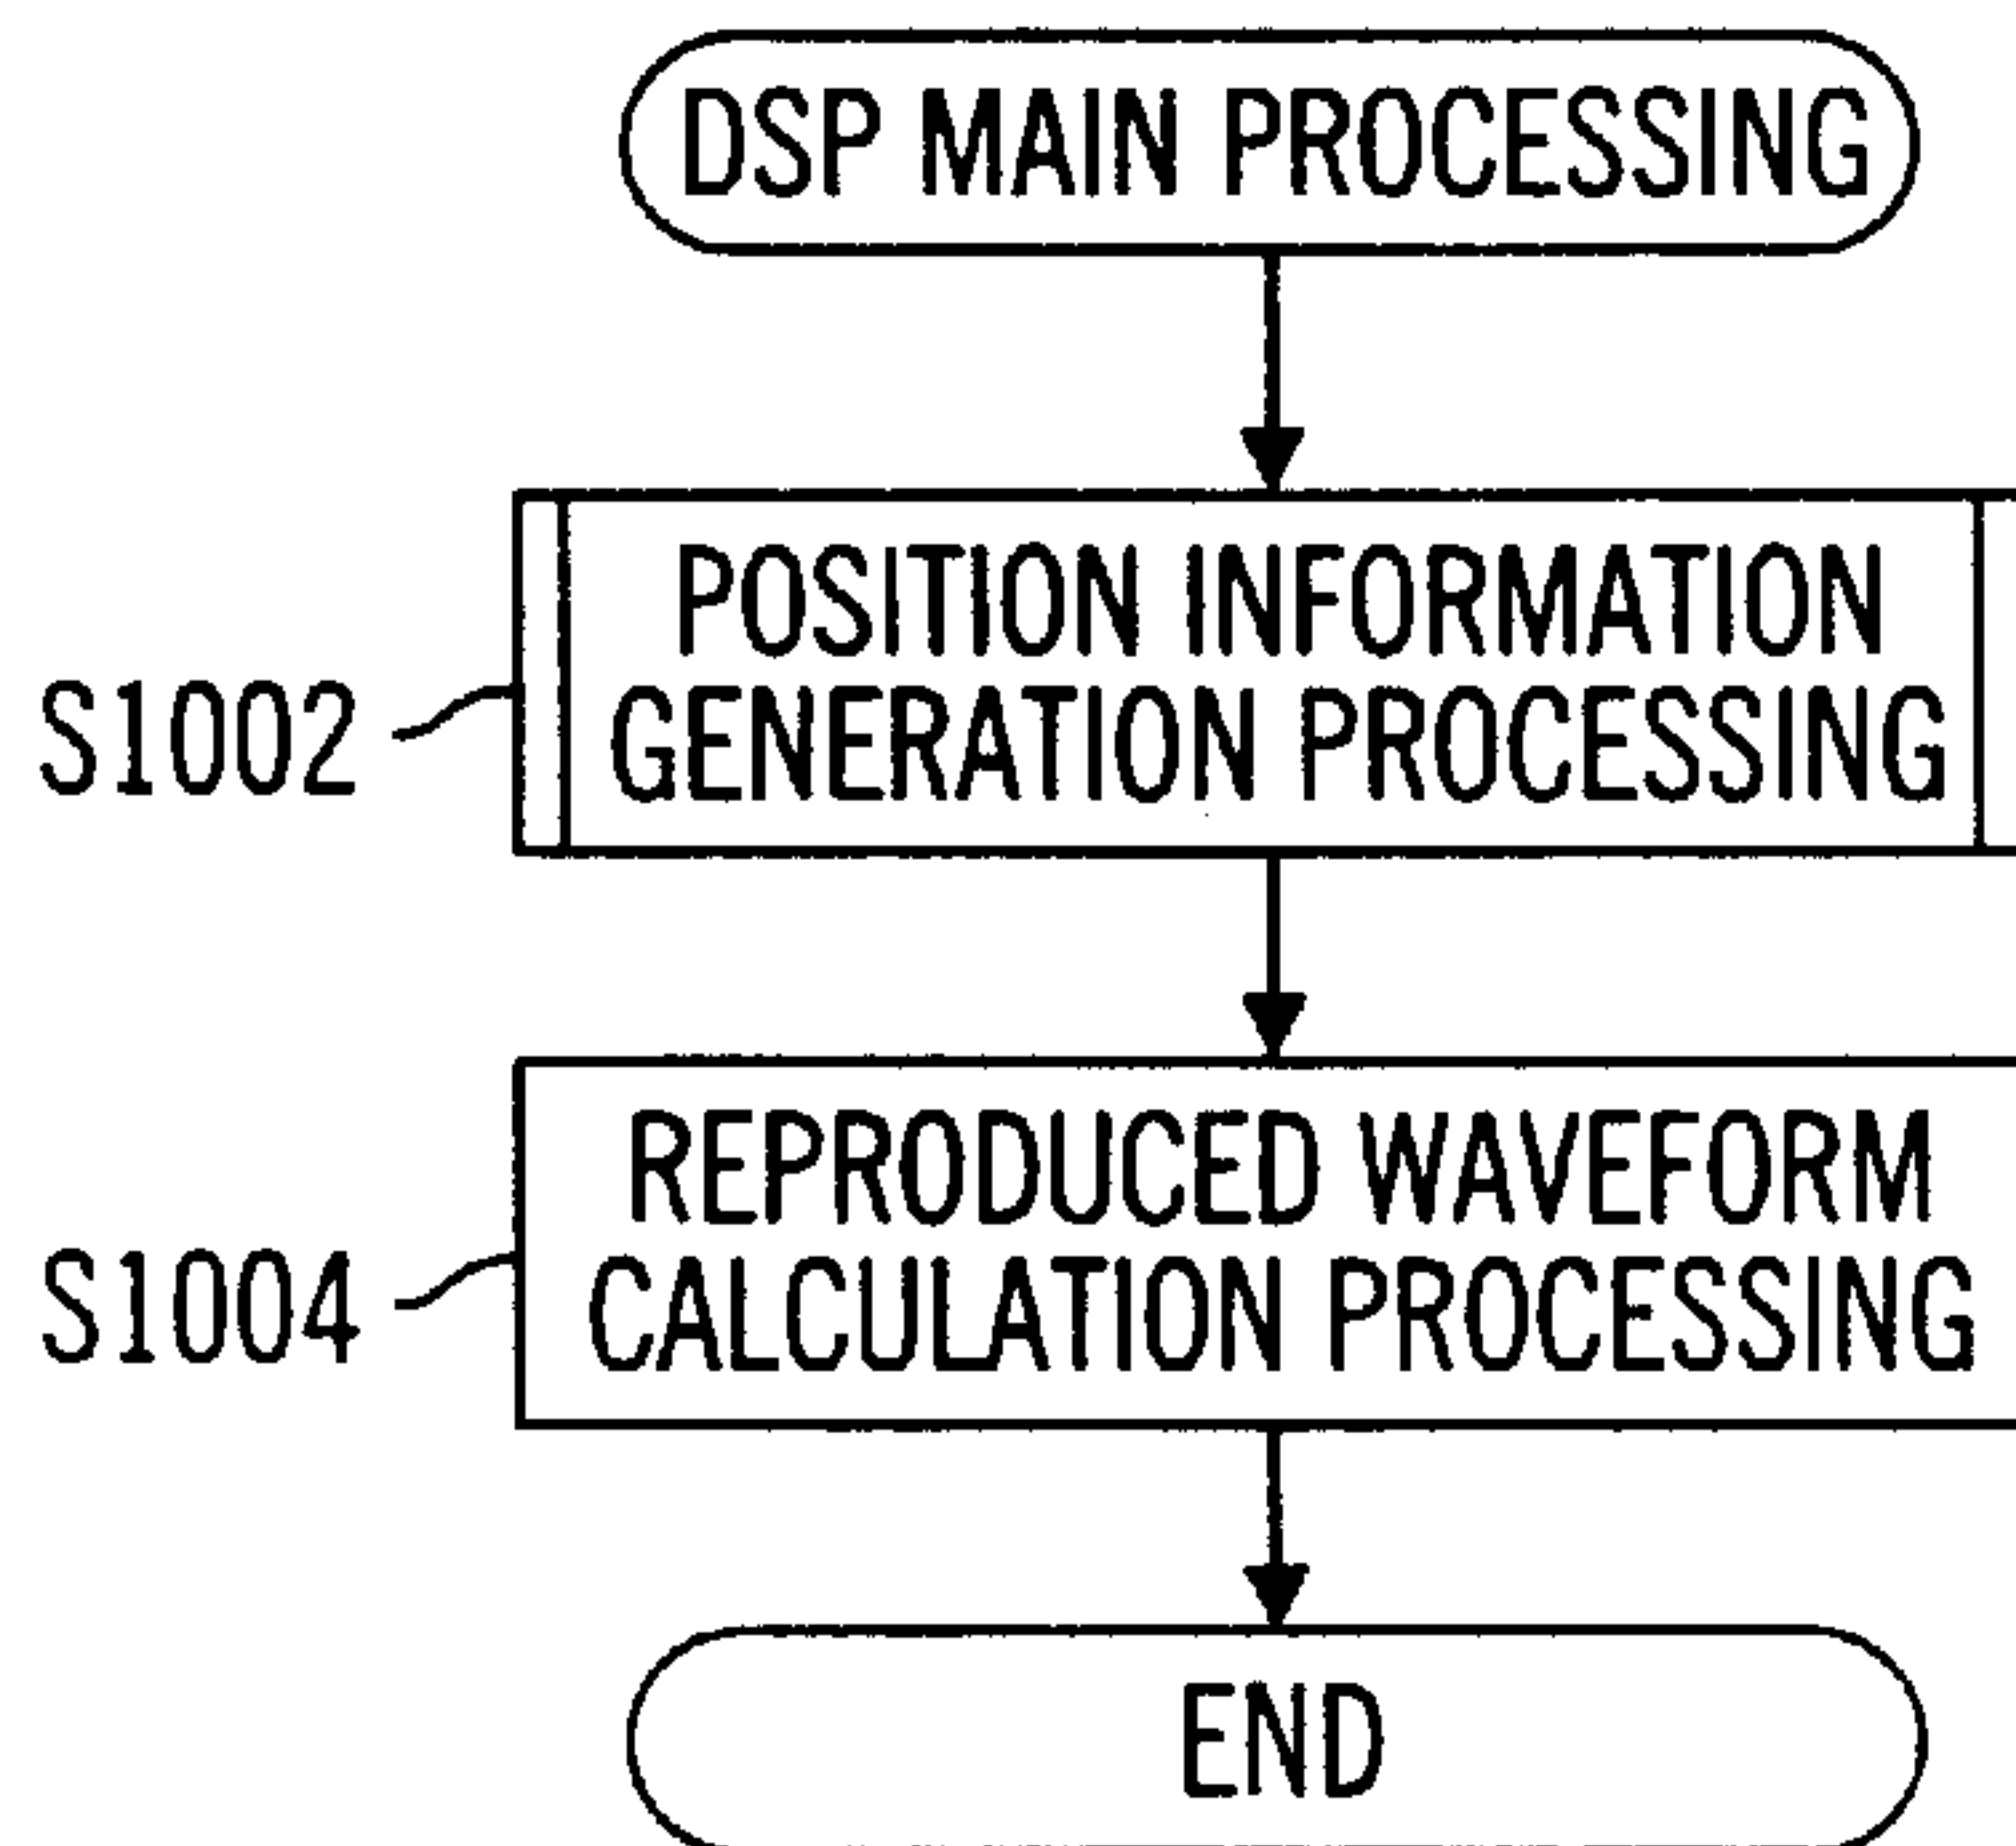 DSP MAIN PROCESSING
POSITION INFORMATION
GENERATION PROCESSING
S1002
REPRODUCED WAVEFORM
CALCULATION PROCESSING
S1004
END